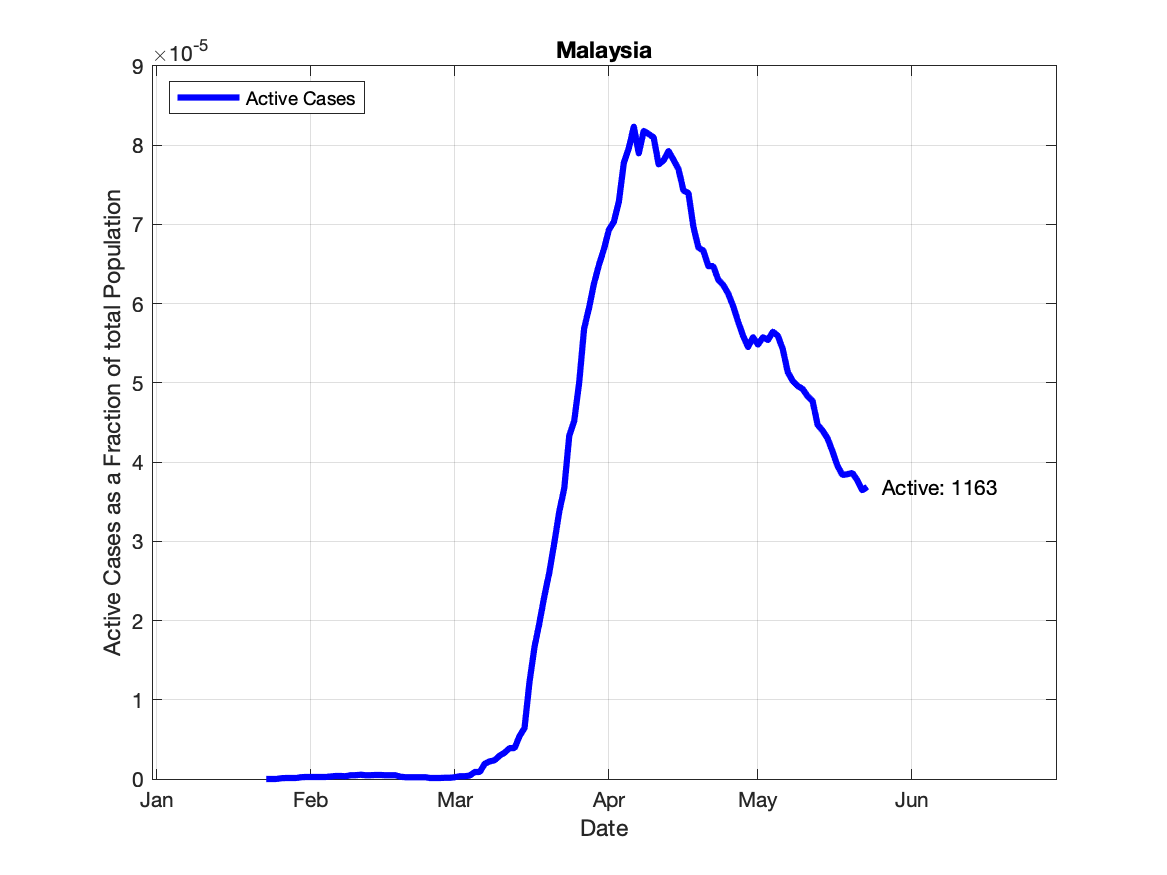 Malaysia
×10-5
Active Cases
9
8
7
6
5
4
3
2
1
0
Active Cases as a Fraction of total Population
Active: 1163
Jan Feb Mar Apr May Jun
Date